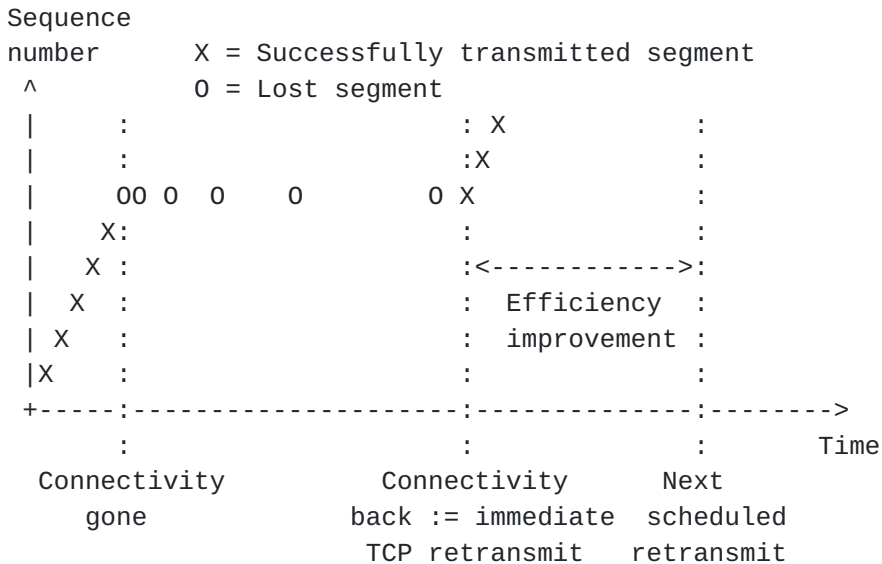 Sequence
number      X = Successfully transmitted segment
 ^          O = Lost segment
 |     :                     : X            :
 |     :                     :X             :
 |     OO O  O    O        O X              :
 |    X:                     :              :
 |   X :                     :<------------>:
 |  X  :                     :  Efficiency  :
 | X   :                     :  improvement :
 |X    :                     :              :
 +-----:---------------------:--------------:-------->
       :                     :              :       Time
  Connectivity          Connectivity      Next
     gone             back := immediate  scheduled
                       TCP retransmit   retransmit